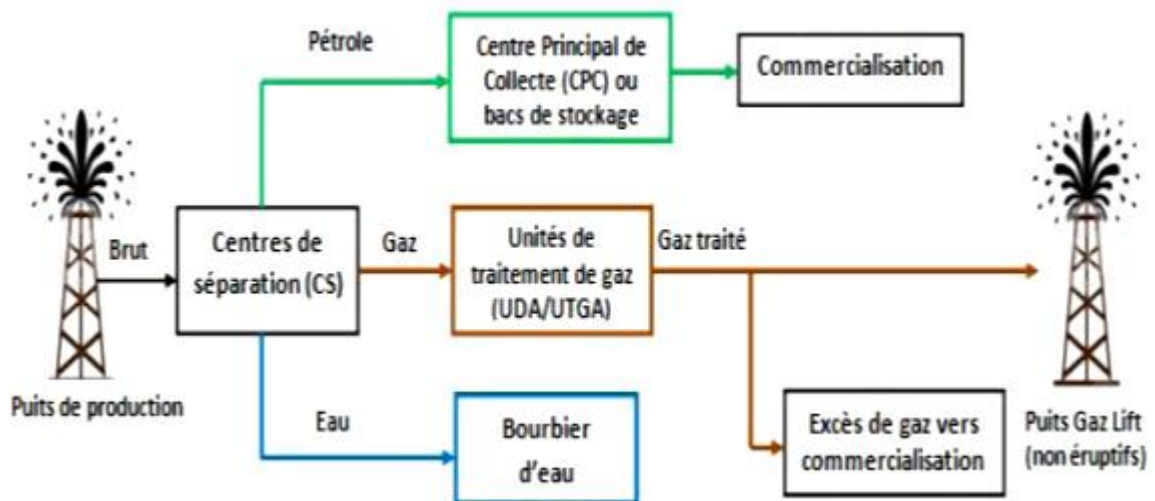 Pétrole
Centre Principal de
Collecte (CPC) ou
bacs de stockage
Commercialisation
Brut
Centres de
séparation (CS)
Gaz
Unités de
traitement de gaz
(UDA/UTGA)
Gaz traité
Puits de production
Eau
Bourbier
d'eau
Excès de gaz vers
commercialisation
Puits Gaz Lift
(non éruptifs)